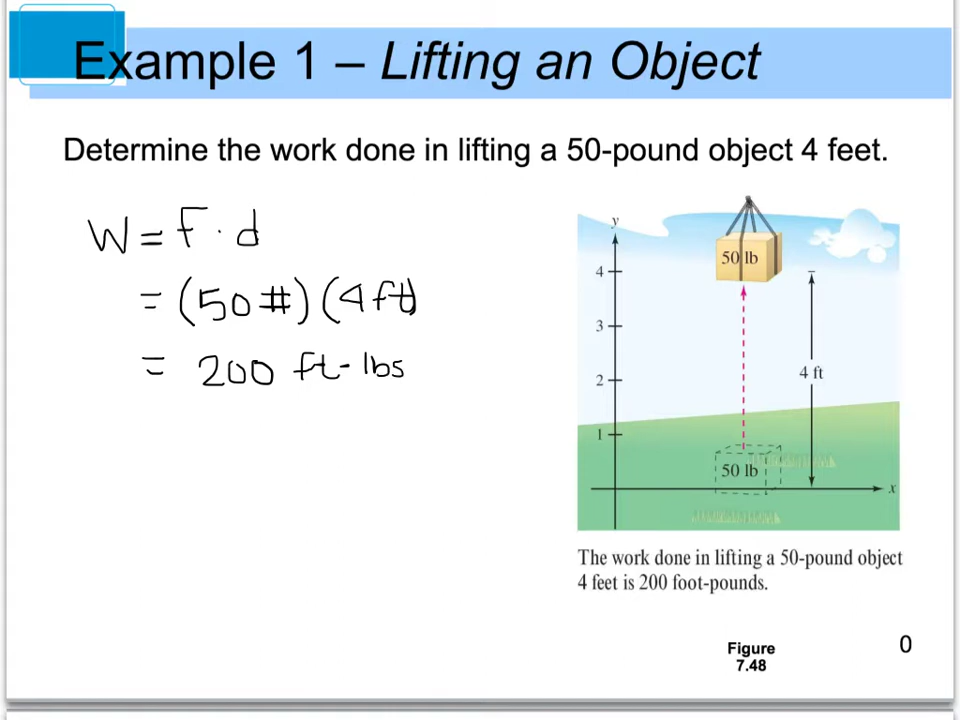 Example 1 – Lifting an Object
Determine the work done in lifting a 50-pound object 4 feet.
W = F · d
= (50 #) (4 ft)
= 200 ft-lbs
y
50 lb
4
3
2
4 ft
1
50 lb
x
The work done in lifting a 50-pound object
4 feet is 200 foot-pounds.
Figure
7.48
0